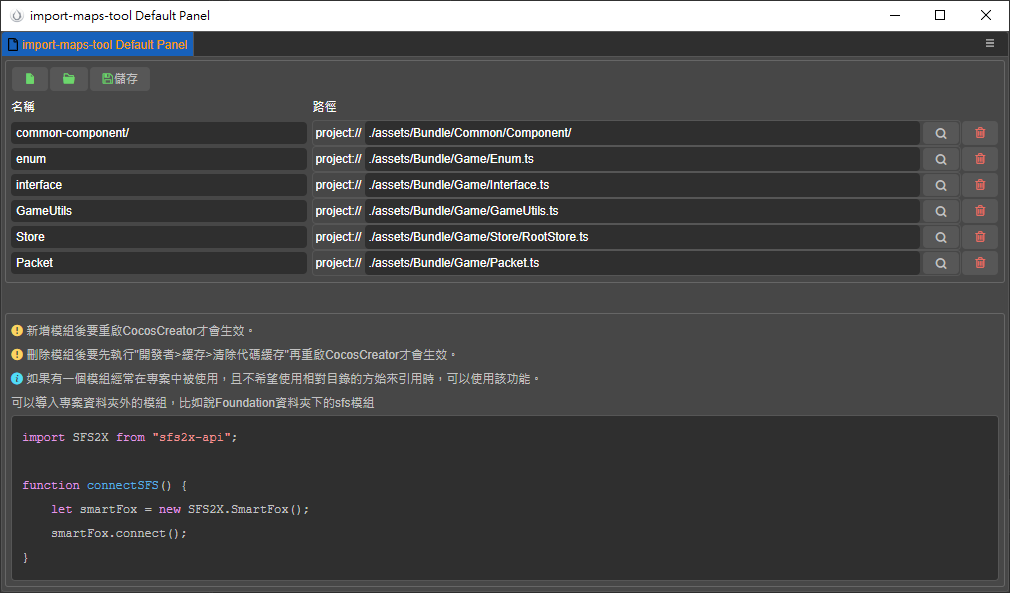 import-maps-tool Default Panel
import-maps-tool Default Panel
儲存
名稱 路徑
common-component/ project:// ./assets/Bundle/Common/Component/
enum project:// ./assets/Bundle/Game/Enum.ts
interface project:// ./assets/Bundle/Game/Interface.ts
GameUtils project:// ./assets/Bundle/Game/GameUtils.ts
Store project:// ./assets/Bundle/Game/Store/RootStore.ts
Packet project:// ./assets/Bundle/Game/Packet.ts
新增模組後要重啟CocosCreator才會生效。
刪除模組後要先執行"開發者>緩存>清除代碼緩存"再重啟CocosCreator才會生效。
如果有一個模組經常在專案中被使用，且不希望使用相對目錄的方始來引用時，可以使用該功能。
可以導入專案資料夾外的模組，比如說Foundation資料夾下的sfs模組
import SFS2X from "sfs2x-api";
function connectSFS() {
let smartFox = new SFS2X.SmartFox();
smartFox.connect();
}